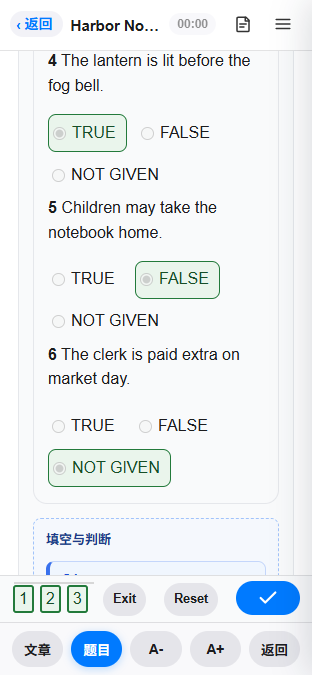 ‹ 返回 Harbor No... 00:00
4 The lantern is lit before the
fog bell.
TRUE FALSE
NOT GIVEN
5 Children may take the
notebook home.
TRUE FALSE
NOT GIVEN
6 The clerk is paid extra on
market day.
TRUE FALSE
NOT GIVEN
填空与判断
1 2 3 Exit Reset
文章 题目 A- A+ 返回